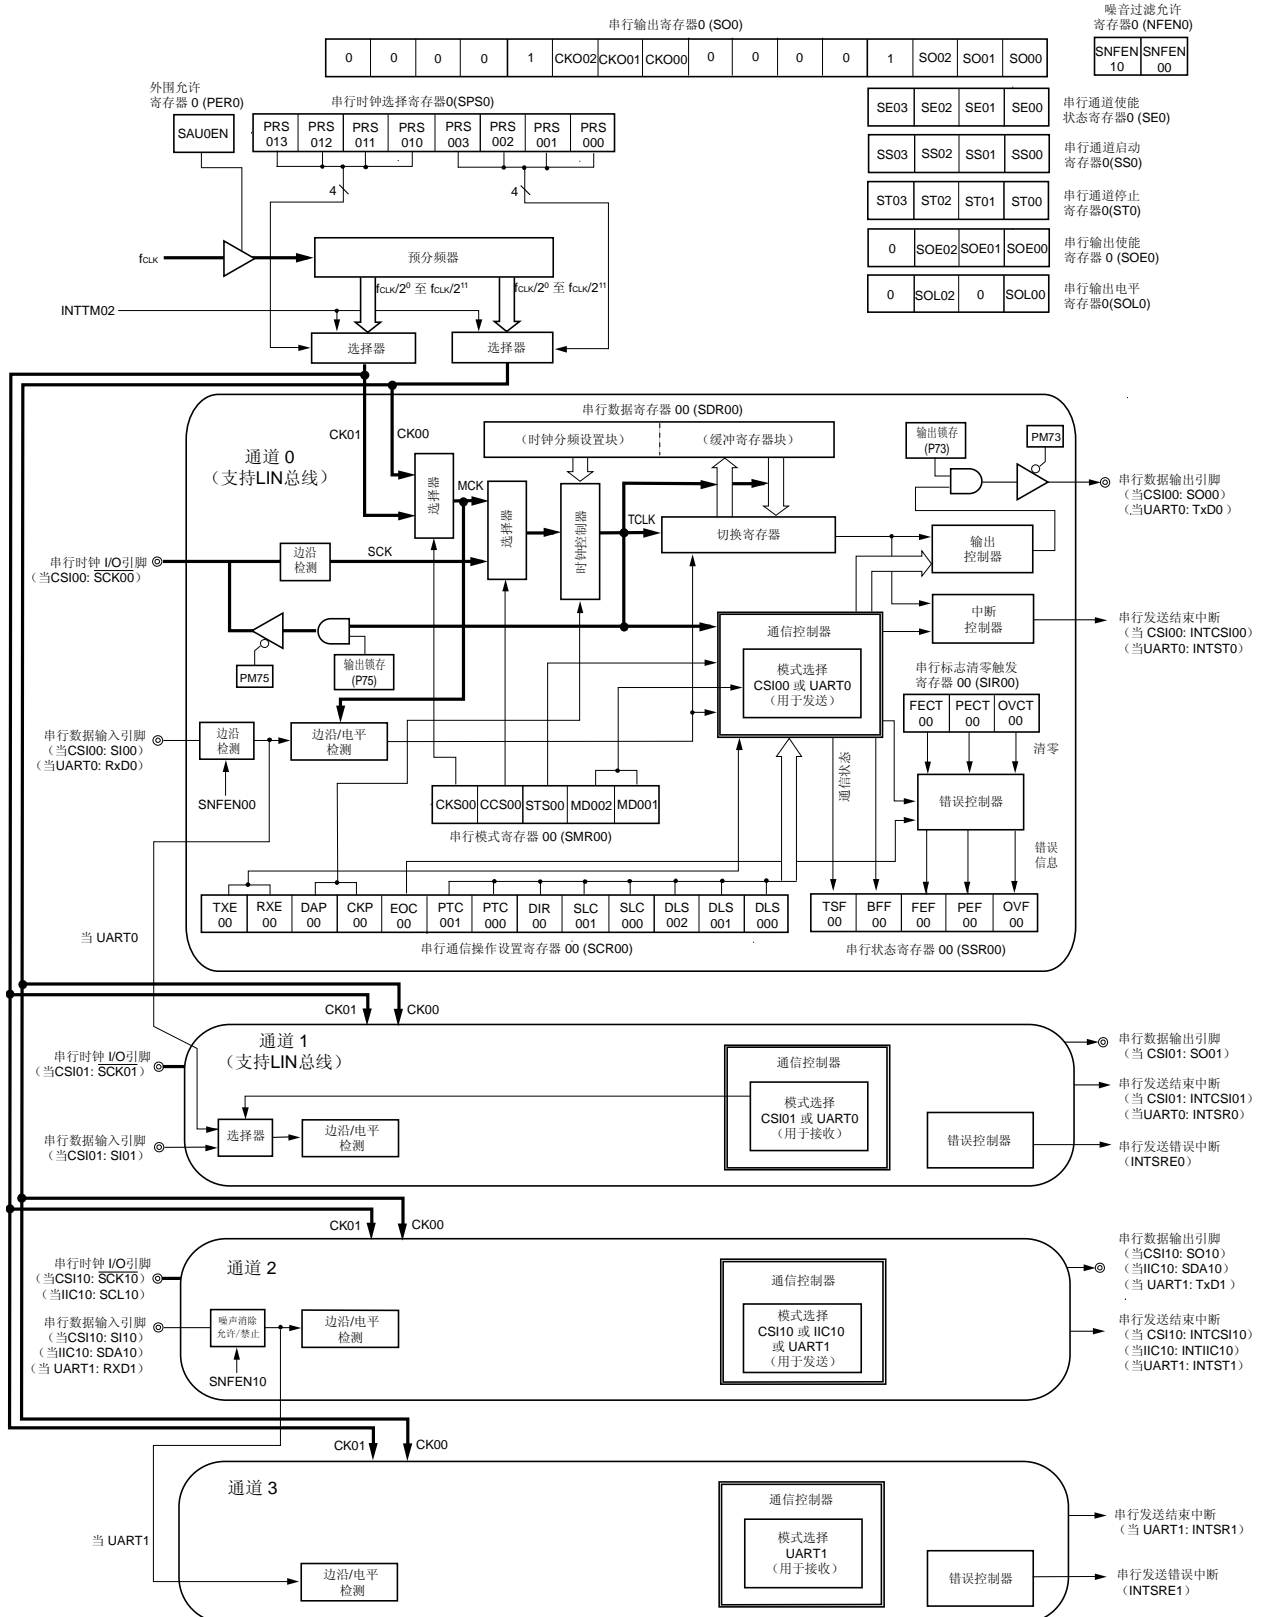 串行输出寄存器0 (SO0)
0 0 0 0 1 CKO02 CKO01 CKO00 0 0 0 0 1 SO02 SO01 SO00
噪音过滤允许
寄存器0 (NFEN0)
SNFEN 10 SNFEN 00
外围允许
寄存器 0 (PER0)
SAU0EN
串行时钟选择寄存器0(SPS0)
PRS 013 PRS 012 PRS 011 PRS 010 PRS 003 PRS 002 PRS 001 PRS 000
4 4
SE03 SE02 SE01 SE00
串行通道使能
状态寄存器0 (SE0)
SS03 SS02 SS01 SS00
串行通道启动
寄存器0(SS0)
ST03 ST02 ST01 ST00
串行通道停止
寄存器0(ST0)
0 SOE02 SOE01 SOE00
串行输出使能
寄存器 0 (SOE0)
0 SOL02 0 SOL00
串行输出电平
寄存器0(SOL0)
fCLK
预分频器
fCLK/2⁰ 至 fCLK/2¹¹ fCLK/2⁰ 至 fCLK/2¹¹
INTTM02
选择器 选择器
CK01 CK00
通道 0
（支持LIN总线）
串行数据寄存器 00 (SDR00)
（时钟分频设置块） （缓冲寄存器块）
选择器
MCK
选择器
时钟控制器
TCLK
切换寄存器
输出锁存
(P73)
PM73
串行数据输出引脚
（当CSI00: SO00）
（当UART0: TxD0 ）
输出
控制器
串行时钟 I/O引脚
（当CSI00: SCK00）
边沿
检测
SCK
PM75
输出锁存
(P75)
通信控制器
模式选择
CSI00 或 UART0
（用于发送）
中断
控制器
串行发送结束中断
（当 CSI00: INTCSI00）
（当UART0: INTST0 ）
串行标志清零触发
寄存器 00 (SIR00)
FECT 00 PECT 00 OVCT 00
清零
串行数据输入引脚
（当CSI00: SI00）
（当UART0: RxD0）
边沿
检测
SNFEN00
边沿/电平
检测
通信状态
错误控制器
CKS00 CCS00 STS00 MD002 MD001
串行模式寄存器 00 (SMR00)
错误
信息
TXE 00 RXE 00 DAP 00 CKP 00 EOC 00 PTC 001 PTC 000 DIR 00 SLC 001 SLC 000 DLS 002 DLS 001 DLS 000
串行通信操作设置寄存器 00 (SCR00)
TSF 00 BFF 00 FEF 00 PEF 00 OVF 00
串行状态寄存器 00 (SSR00)
当 UART0
CK01 CK00
通道 1
（支持LIN总线）
串行时钟 I/O引脚
（当CSI01: SCK01）
串行数据输入引脚
（当CSI01: SI01）
选择器
边沿/电平
检测
通信控制器
模式选择
CSI01 或 UART0
（用于接收）
错误控制器
串行数据输出引脚
（当 CSI01: SO01）
串行发送结束中断
（当 CSI01: INTCSI01）
（当UART0: INTSR0）
串行发送错误中断
（INTSRE0）
CK01 CK00
通道 2
串行时钟 I/O引脚
（当CSI10: SCK10）
（当IIC10: SCL10）
串行数据输入引脚
（当CSI10: SI10）
（当IIC10: SDA10）
（当 UART1: RXD1）
噪声消除
允许/禁止
SNFEN10
边沿/电平
检测
通信控制器
模式选择
CSI10 或 IIC10
或 UART1
（用于发送）
串行数据输出引脚
（当CSI10: SO10）
（当IIC10: SDA10）
（当 UART1: TxD1 ）
串行发送结束中断
（当 CSI10: INTCSI10）
（当IIC10: INTIIC10）
（当UART1: INTST1）
CK01 CK00
通道 3
当 UART1
边沿/电平
检测
通信控制器
模式选择
UART1
（用于接收）
错误控制器
串行发送结束中断
（当 UART1: INTSR1）
串行发送错误中断
(INTSRE1)